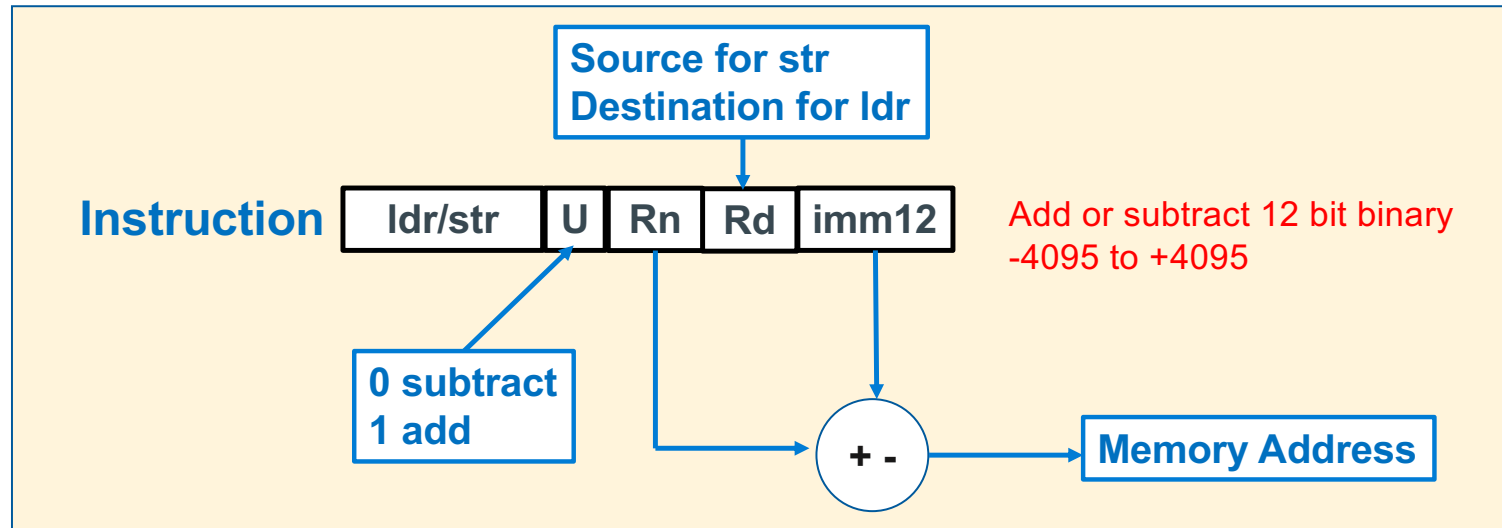 Source for str
Destination for ldr
Instruction
ldr/str
U
Rn
Rd
imm12
Add or subtract 12 bit binary
-4095 to +4095
0 subtract
1 add
+ -
Memory Address